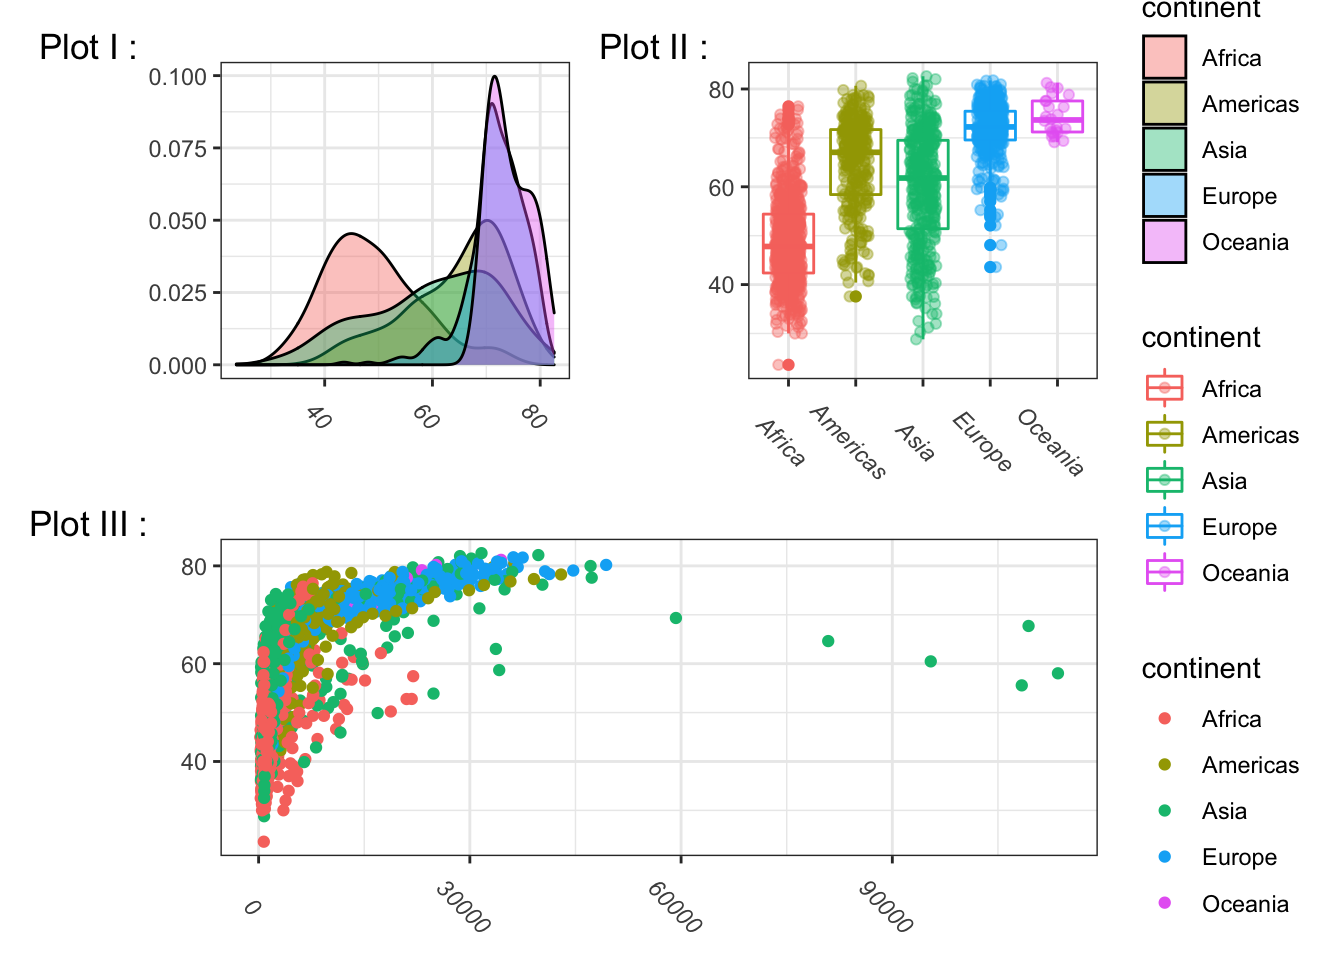 Plot I :
0.100
0.075
0.050
0.025
0.000
40
60
80
Plot II :
80
60
40
Africa
Americas
Asia
Europe
Oceania
Plot III :
80
60
40
0
30000
60000
90000
continent
Africa
Americas
Asia
Europe
Oceania
continent
Africa
Americas
Asia
Europe
Oceania
continent
Africa
Americas
Asia
Europe
Oceania